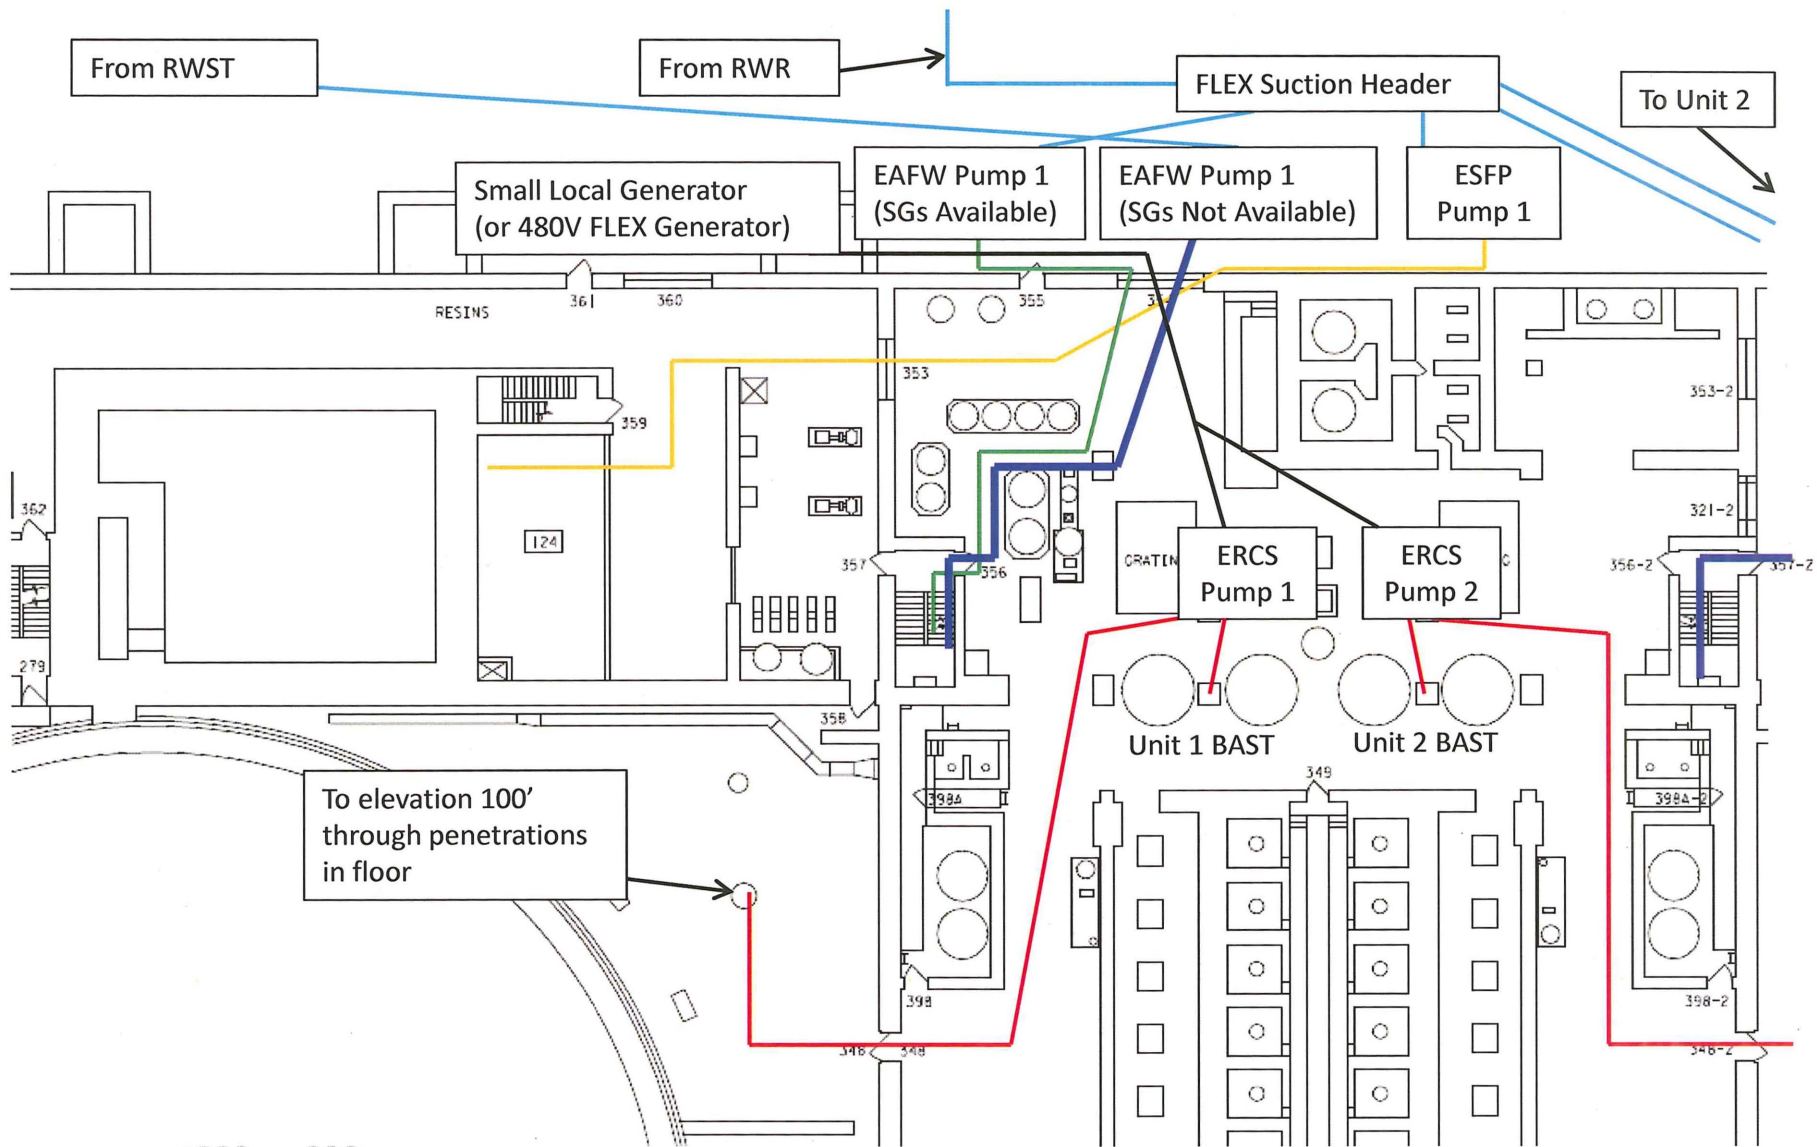 From RWST
From RWR
FLEX Suction Header
To Unit 2
Small Local Generator
(or 480V FLEX Generator)
EAFW Pump 1
(SGs Available)
EAFW Pump 1
(SGs Not Available)
ESFP
Pump 1
361
360
355
RESINS
353
353-2
359
362
321-2
124
357
356
GRATIN
ERCS
Pump 1
ERCS
Pump 2
G
356-2
357-2
279
358
Unit 1 BAST
Unit 2 BAST
349
398A
398A-2
To elevation 100’
through penetrations
in floor
398
398-2
348
348
348-2